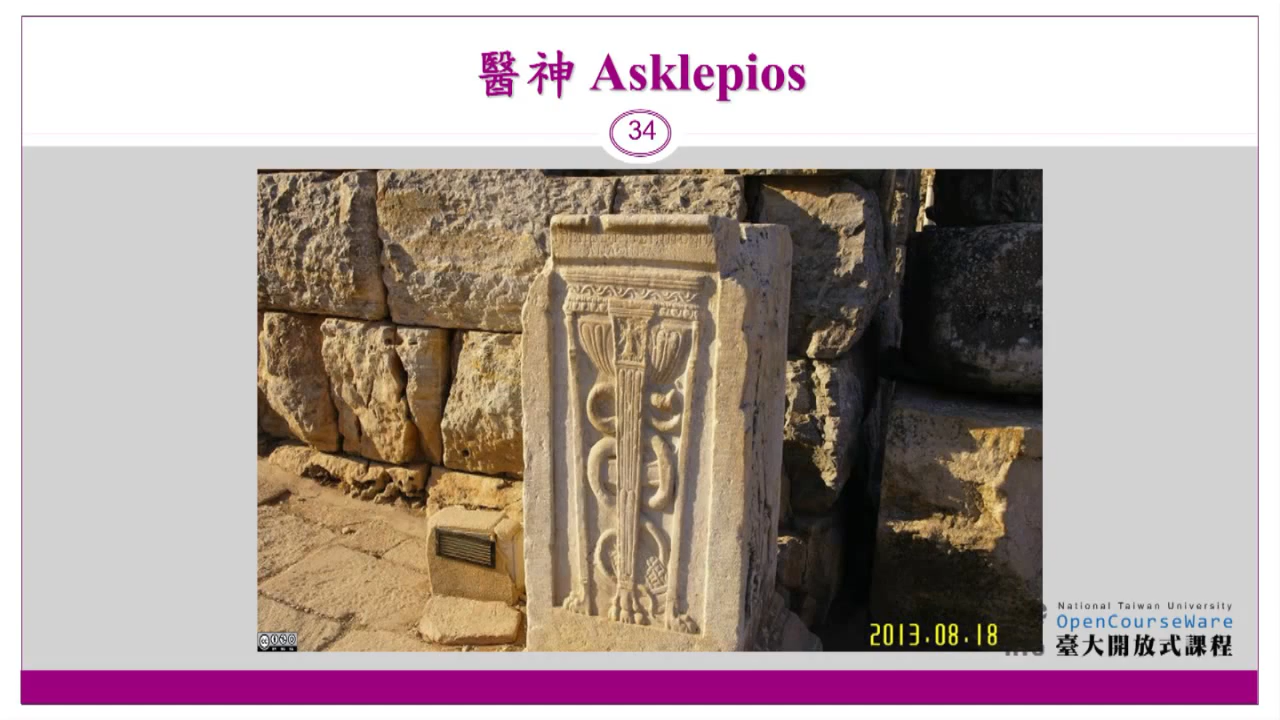 醫神 Asklepios
34
2013.08.18
National Taiwan University
OpenCourseWare
臺大開放式課程